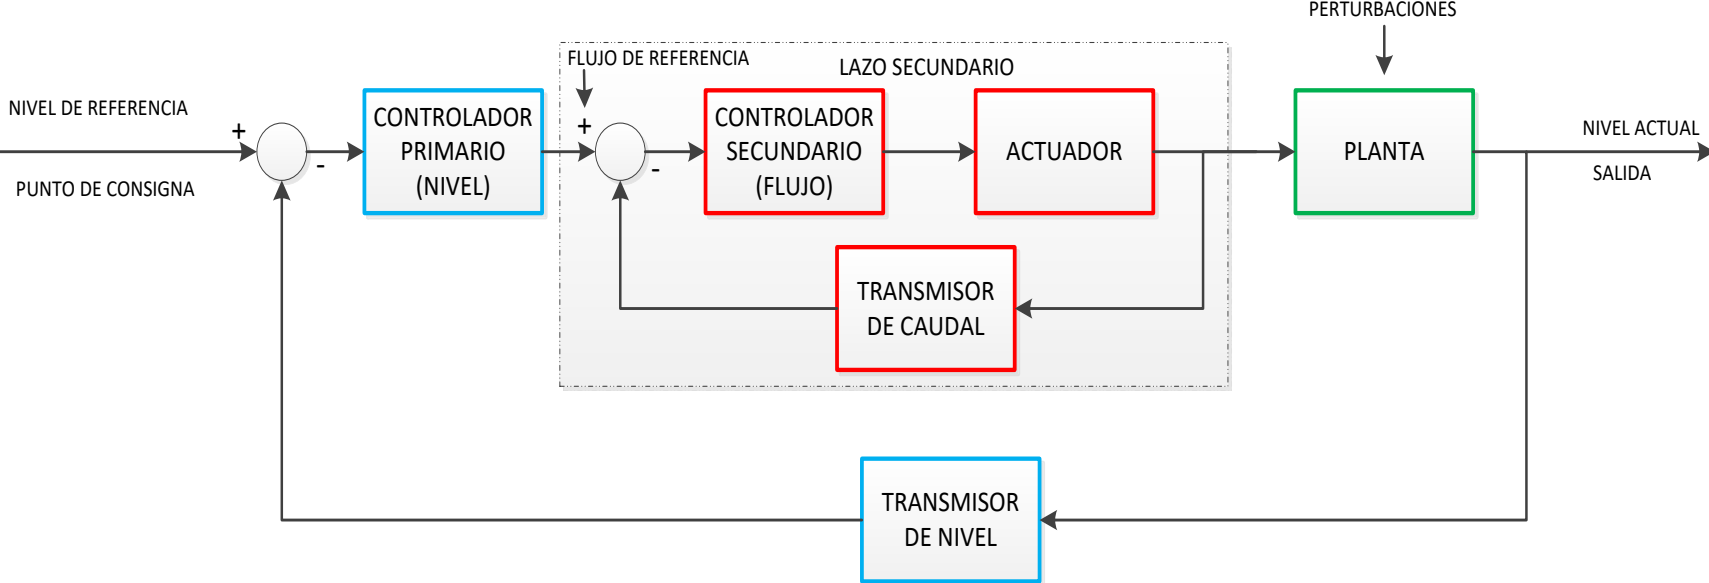 PERTURBACIONES
FLUJO DE REFERENCIA
LAZO SECUNDARIO
NIVEL DE REFERENCIA
+
-
PUNTO DE CONSIGNA
CONTROLADOR
PRIMARIO
(NIVEL)
+
-
CONTROLADOR
SECUNDARIO
(FLUJO)
ACTUADOR
PLANTA
NIVEL ACTUAL
SALIDA
TRANSMISOR
DE CAUDAL
TRANSMISOR
DE NIVEL